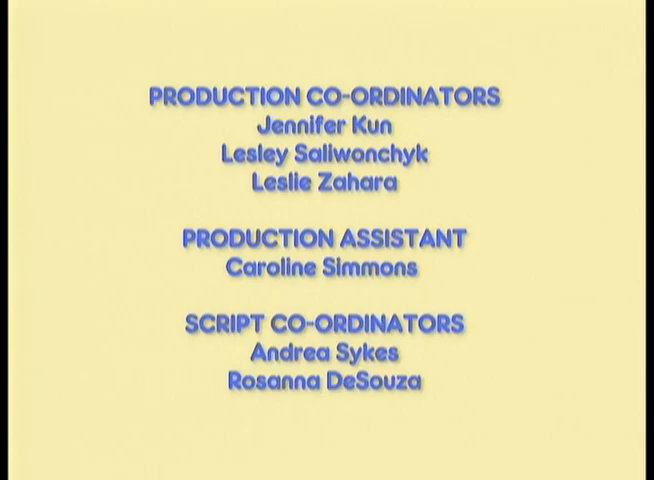 PRODUCTION CO-ORDINATORS
Jennifer Kun
Lesley Saliwonchyk
Leslie Zahara
PRODUCTION ASSISTANT
Caroline Simmons
SCRIPT CO-ORDINATORS
Andrea Sykes
Rosanna DeSouza